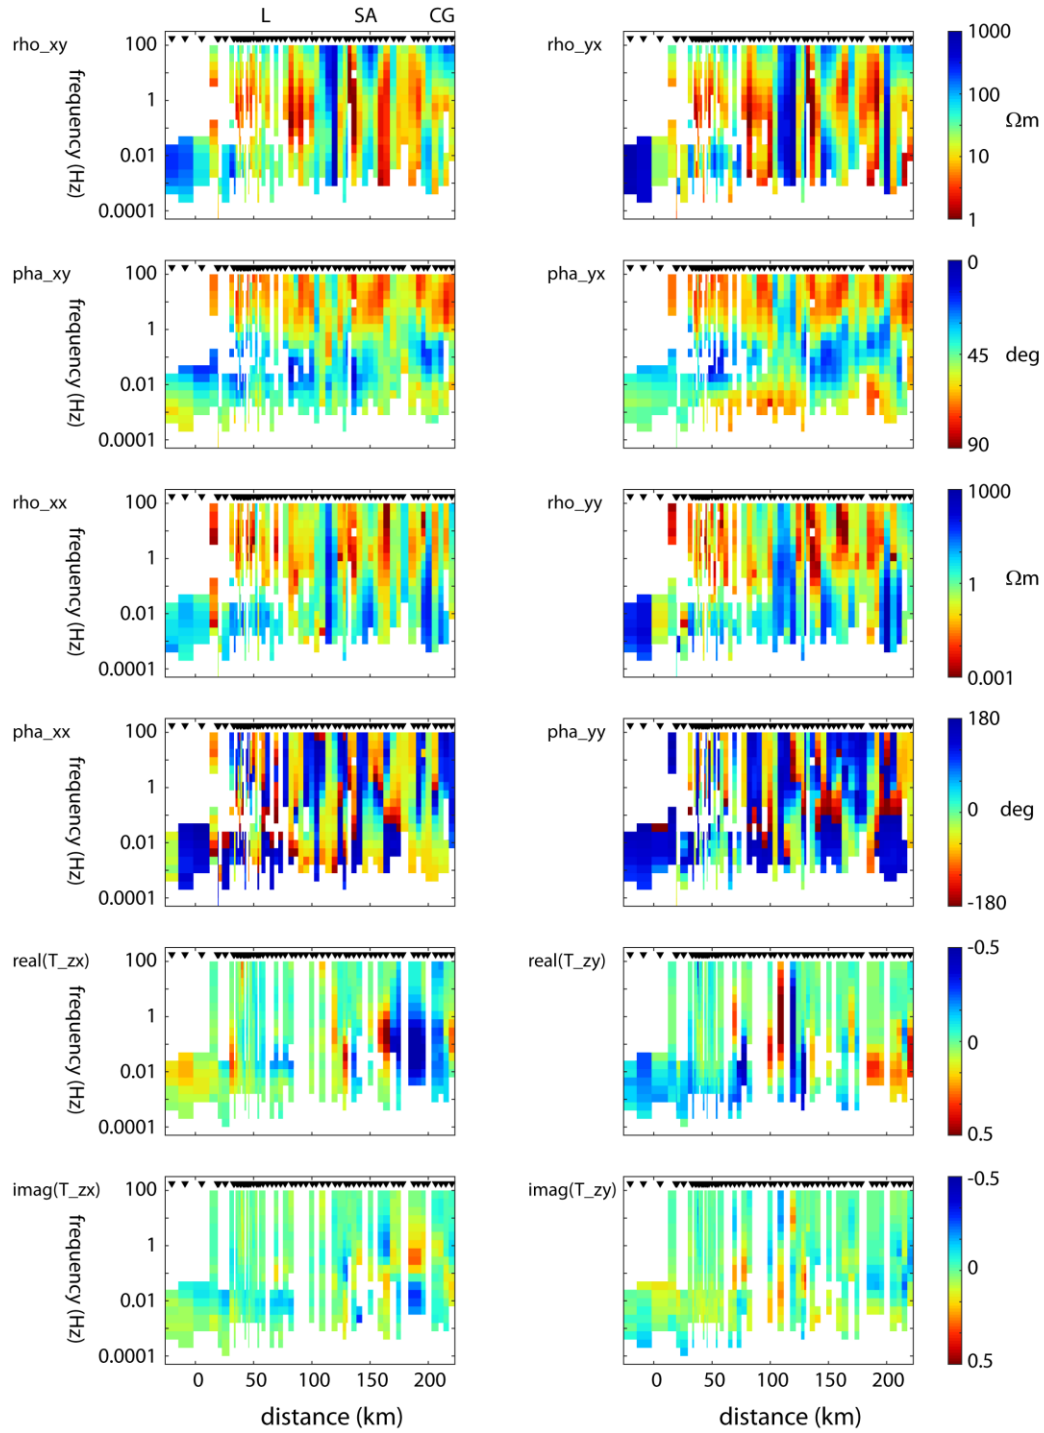 L SA CG
rho_xy 100 1 0.01 0.0001 frequency (Hz)
rho_yx 1000 100 10 1 Ωm
pha_xy 100 1 0.01 0.0001 frequency (Hz)
pha_yx 0 45 90 deg
rho_xx 100 1 0.01 0.0001 frequency (Hz)
rho_yy 1000 1 0.001 Ωm
pha_xx 100 1 0.01 0.0001 frequency (Hz)
pha_yy 180 0 -180 deg
real(T_zx) 100 1 0.01 0.0001 frequency (Hz)
real(T_zy) -0.5 0 0.5
imag(T_zx) 100 1 0.01 0.0001 frequency (Hz)
imag(T_zy) -0.5 0 0.5
0 50 100 150 200 0 50 100 150 200
distance (km) distance (km)